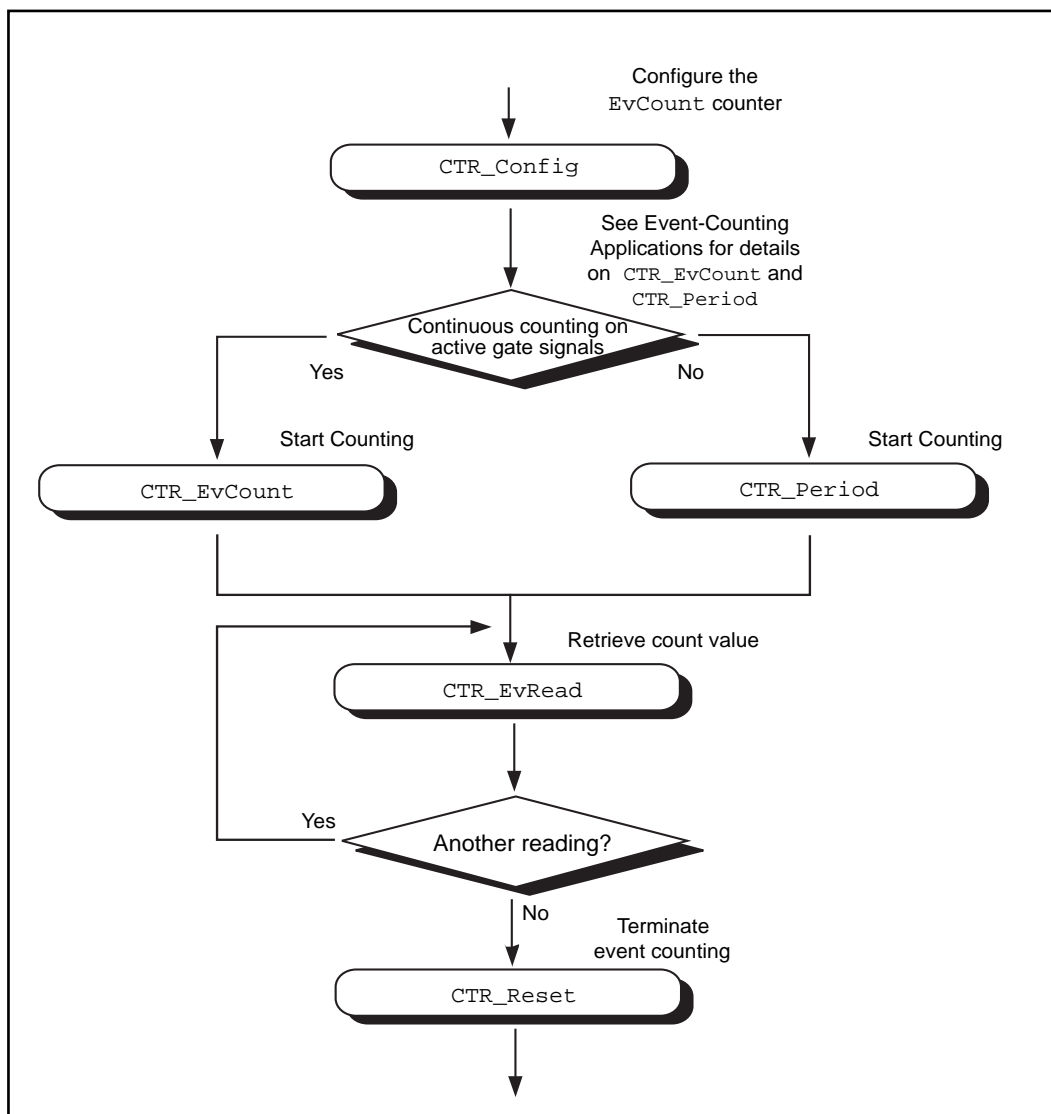 Configure the
EvCount counter
CTR_Config
See Event-Counting
Applications for details
on CTR_EvCount and
CTR_Period
Continuous counting on
active gate signals
Yes
No
Start Counting
Start Counting
CTR_EvCount
CTR_Period
Retrieve count value
CTR_EvRead
Yes
Another reading?
No
Terminate
event counting
CTR_Reset